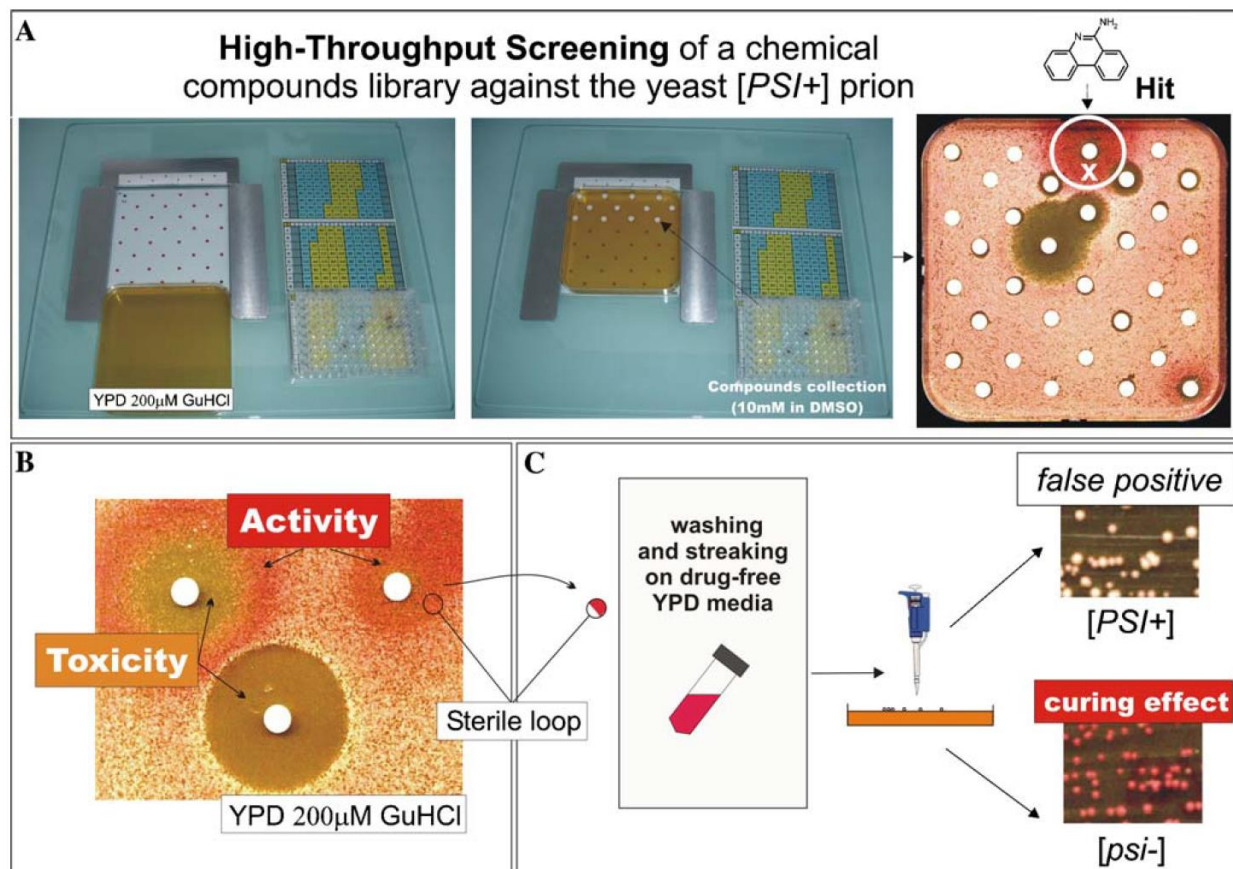 A
High-Throughput Screening of a chemical
compounds library against the yeast [PSI+] prion
NH₂
N
Hit
X
YPD 200µM GuHCl
Compounds collection
(10mM in DMSO)
B
Activity
Toxicity
Sterile loop
YPD 200µM GuHCl
C
washing
and streaking
on drug-free
YPD media
false positive
[PSI+]
curing effect
[psi-]